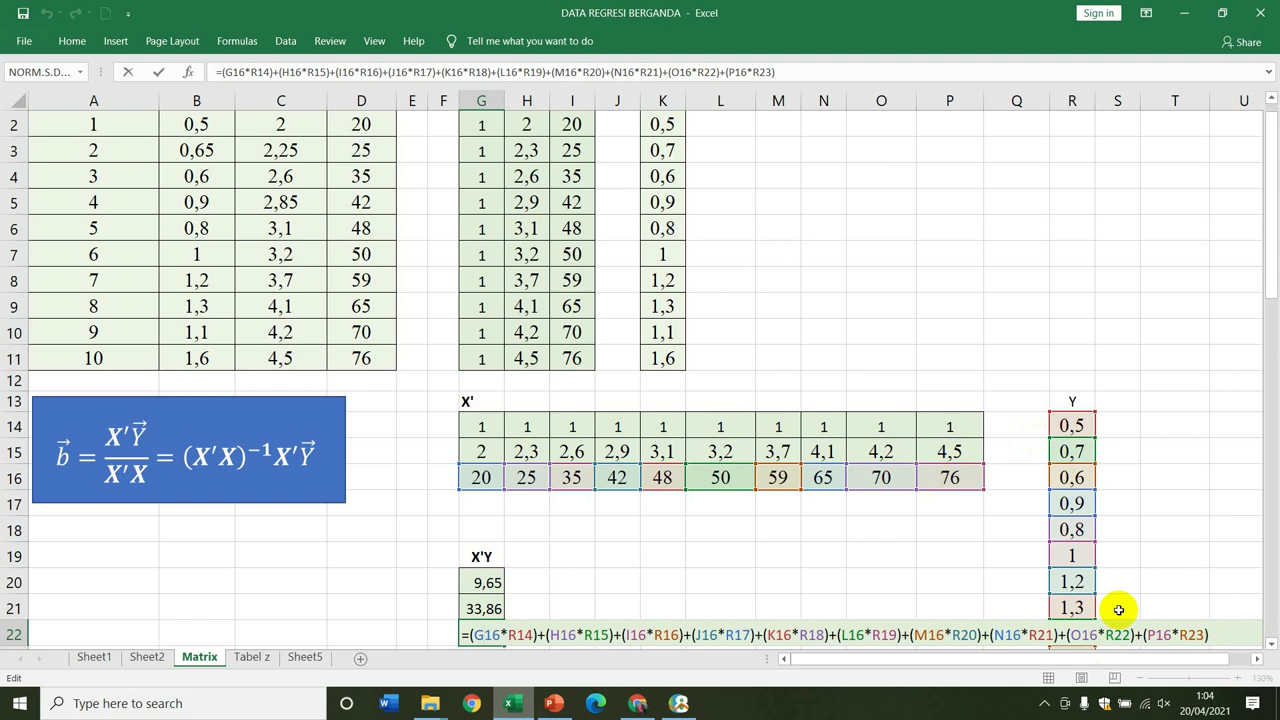 DATA REGRESI BERGANDA - Excel
Sign in
File Home Insert Page Layout Formulas Data Review View Help Tell me what you want to do Share
NORM.S.D... fx =(G16*R14)+(H16*R15)+(I16*R16)+(J16*R17)+(K16*R18)+(L16*R19)+(M16*R20)+(N16*R21)+(O16*R22)+(P16*R23)
A B C D E F G H I J K L M N O P Q R S T U
2 1 0,5 2 20 1 2 20 0,5
3 2 0,65 2,25 25 1 2,3 25 0,7
4 3 0,6 2,6 35 1 2,6 35 0,6
5 4 0,9 2,85 42 1 2,9 42 0,9
6 5 0,8 3,1 48 1 3,1 48 0,8
7 6 1 3,2 50 1 3,2 50 1
8 7 1,2 3,7 59 1 3,7 59 1,2
9 8 1,3 4,1 65 1 4,1 65 1,3
10 9 1,1 4,2 70 1 4,2 70 1,1
11 10 1,6 4,5 76 1 4,5 76 1,6
12
13 X' Y
14 1 1 1 1 1 1 1 1 1 1 0,5
15 2 2,3 2,6 2,9 3,1 3,2 3,7 4,1 4,2 4,5 0,7
b⃗ = X′Y⃗ / X′X = (X′X)⁻¹X′Y⃗
16 20 25 35 42 48 50 59 65 70 76 0,6
17 0,9
18 0,8
19 X'Y 1
20 9,65 1,2
21 33,86 1,3
22 =(G16*R14)+(H16*R15)+(I16*R16)+(J16*R17)+(K16*R18)+(L16*R19)+(M16*R20)+(N16*R21)+(O16*R22)+(P16*R23)
Sheet1 Sheet2 Matrix Tabel z Sheet5
Edit 130%
Type here to search
1:04
20/04/2021